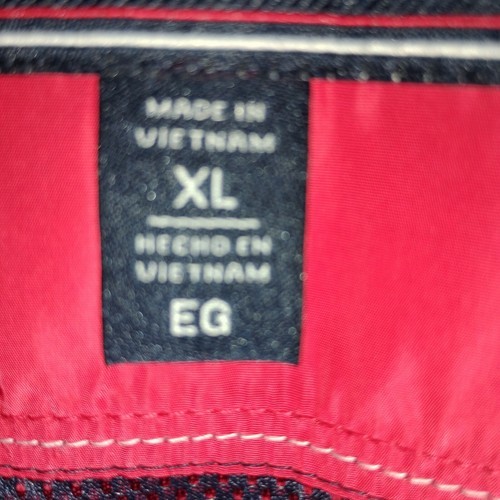 MADE IN
VIETNAM
XL
HECHO EN
VIETNAM
EG